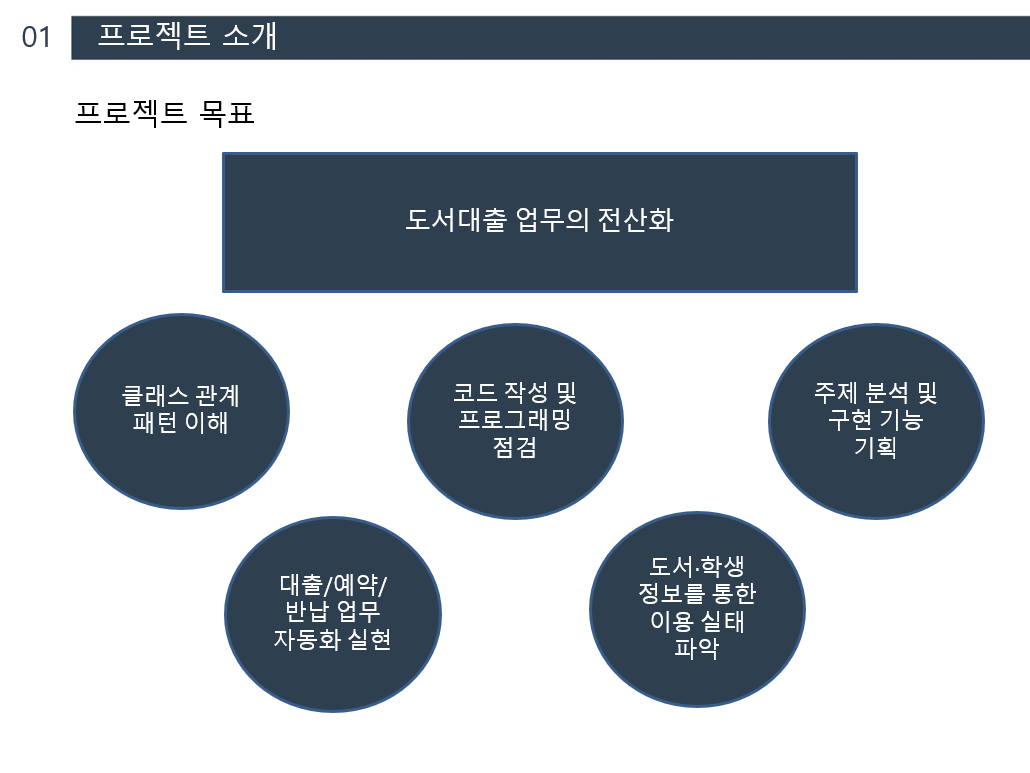 01
프로젝트 소개
프로젝트 목표
도서대출 업무의 전산화
클래스 관계
패턴 이해
코드 작성 및
프로그래밍
점검
주제 분석 및
구현 기능
기획
대출/예약/
반납 업무
자동화 실현
도서·학생
정보를 통한
이용 실태
파악